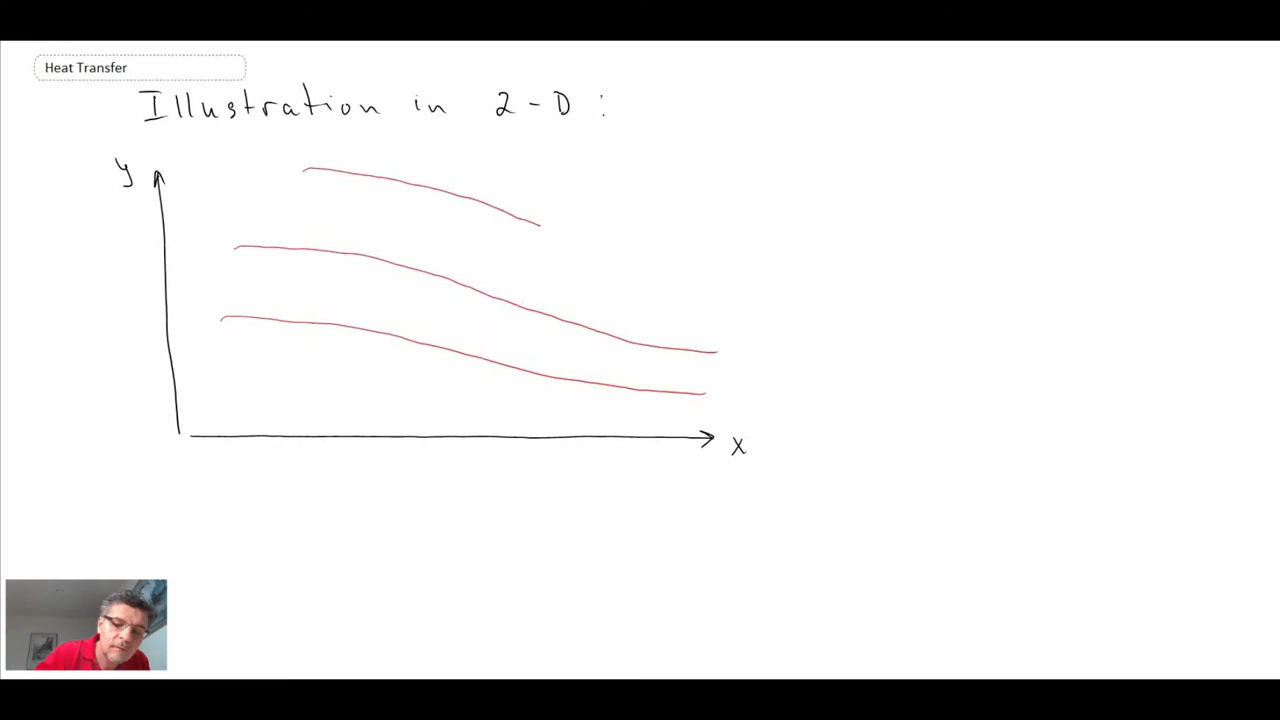 Heat Transfer
Illustration in 2-D :
y
x